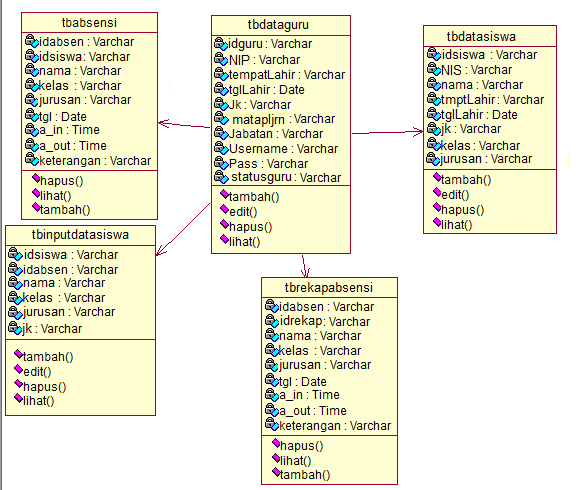 tbabsensi
idabsen : Varchar
idsiswa : Varchar
nama : Varchar
kelas : Varchar
jurusan : Varchar
tgl : Date
a_in : Time
a_out : Time
keterangan : Varchar
hapus()
lihat()
tambah()
tbdataguru
idguru : Varchar
NIP : Varchar
tempatLahir : Varchar
tglLahir : Date
Jk : Varchar
matapljrn : Varchar
Jabatan : Varchar
Username : Varchar
Pass : Varchar
statusguru : Varchar
tambah()
edit()
hapus()
lihat()
tbdatasiswa
idsiswa : Varchar
NIS : Varchar
nama : Varchar
tmptLahir : Varchar
tglLahir : Date
jk : Varchar
kelas : Varchar
jurusan : Varchar
tambah()
edit()
hapus()
lihat()
tbinputdatasiswa
idsiswa : Varchar
idabsen : Varchar
nama : Varchar
kelas : Varchar
jurusan : Varchar
jk : Varchar
tambah()
edit()
hapus()
lihat()
tbrekapabsensi
idabsen : Varchar
idrekap : Varchar
nama : Varchar
kelas : Varchar
jurusan : Varchar
tgl : Date
a_in : Time
a_out : Time
keterangan : Varchar
hapus()
lihat()
tambah()